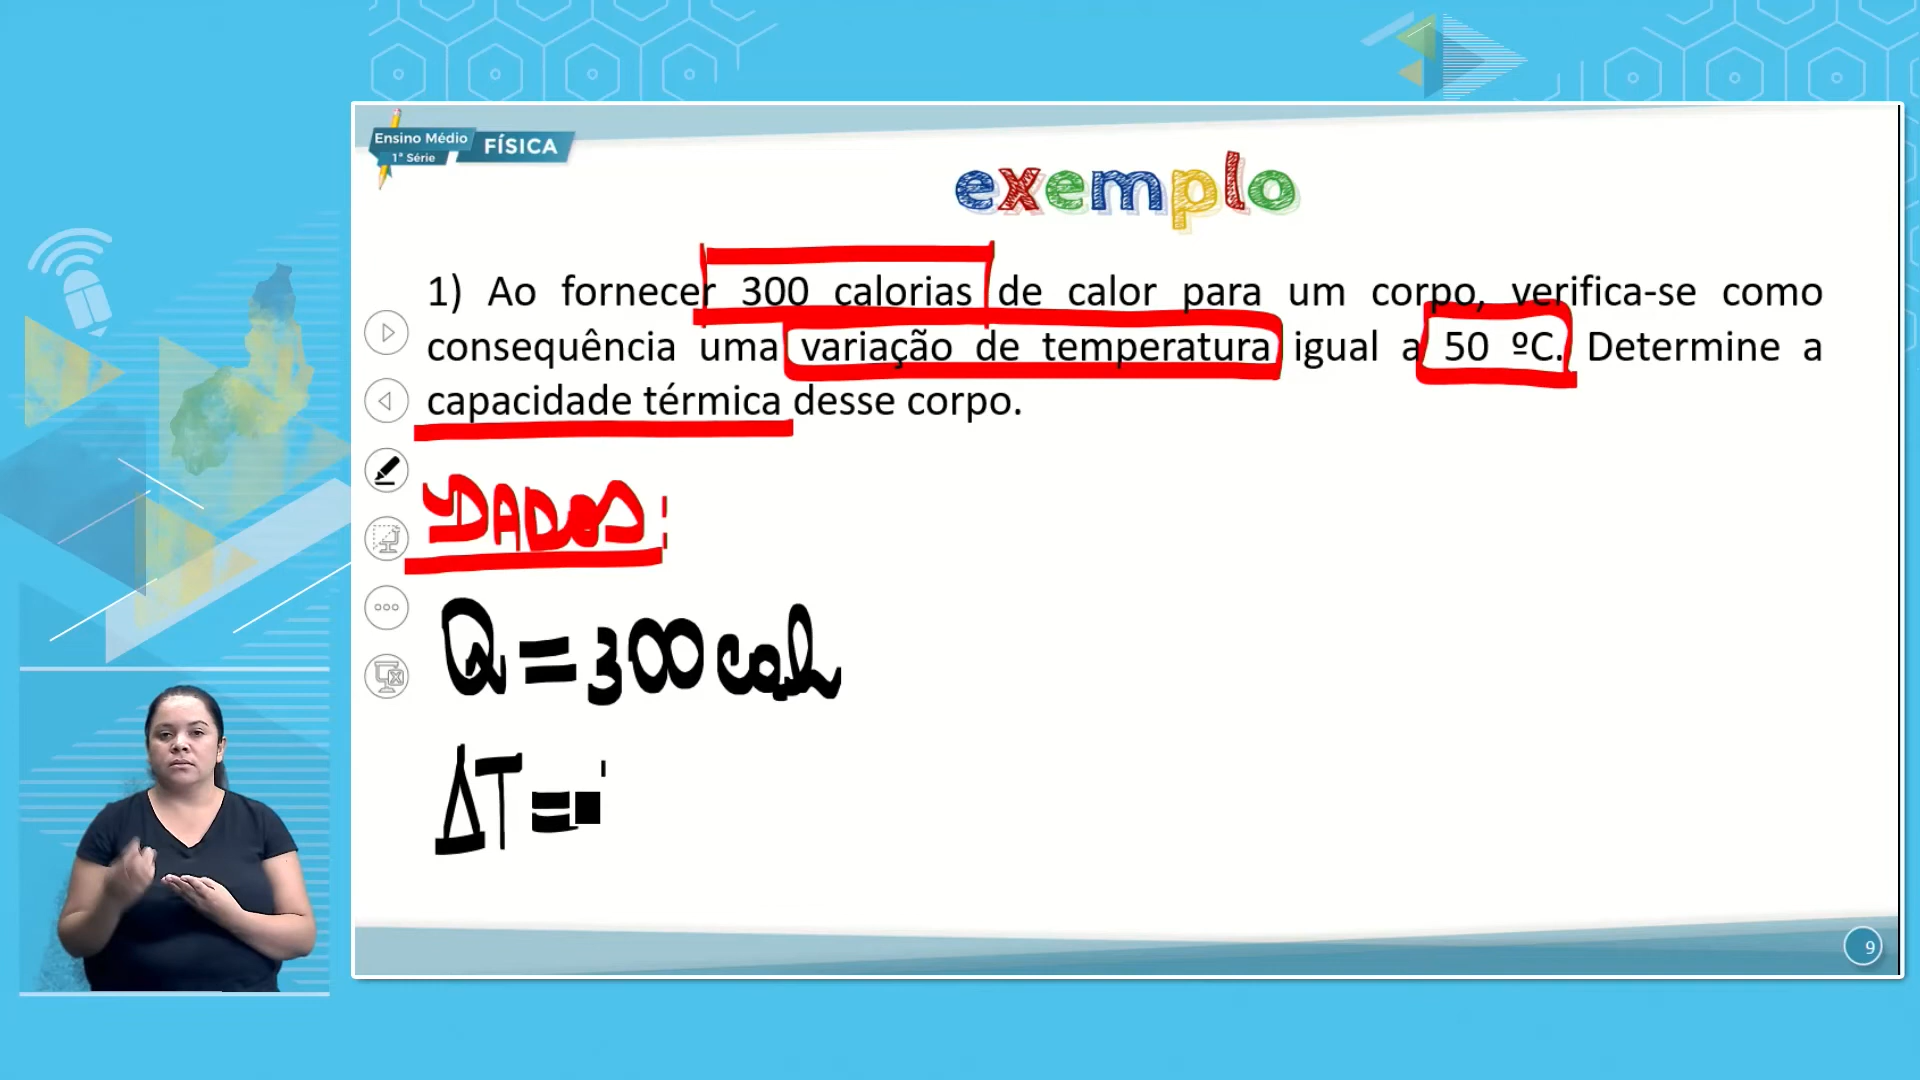 Ensino Médio
1ª Série
FÍSICA
exemplo
1) Ao fornecer 300 calorias de calor para um corpo, verifica-se como
consequência uma variação de temperatura igual a 50 ºC. Determine a
capacidade térmica desse corpo.
DADOS:
Q = 300 cal
ΔT =
9